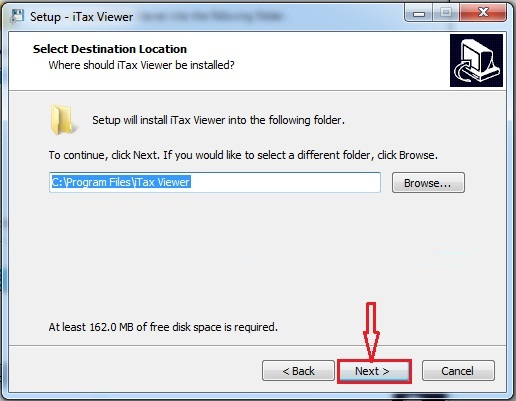 Setup - iTax Viewer
Select Destination Location
Where should iTax Viewer be installed?
Setup will install iTax Viewer into the following folder.
To continue, click Next. If you would like to select a different folder, click Browse.
C:\Program Files\iTax Viewer
Browse...
At least 162.0 MB of free disk space is required.
< Back
Next >
Cancel